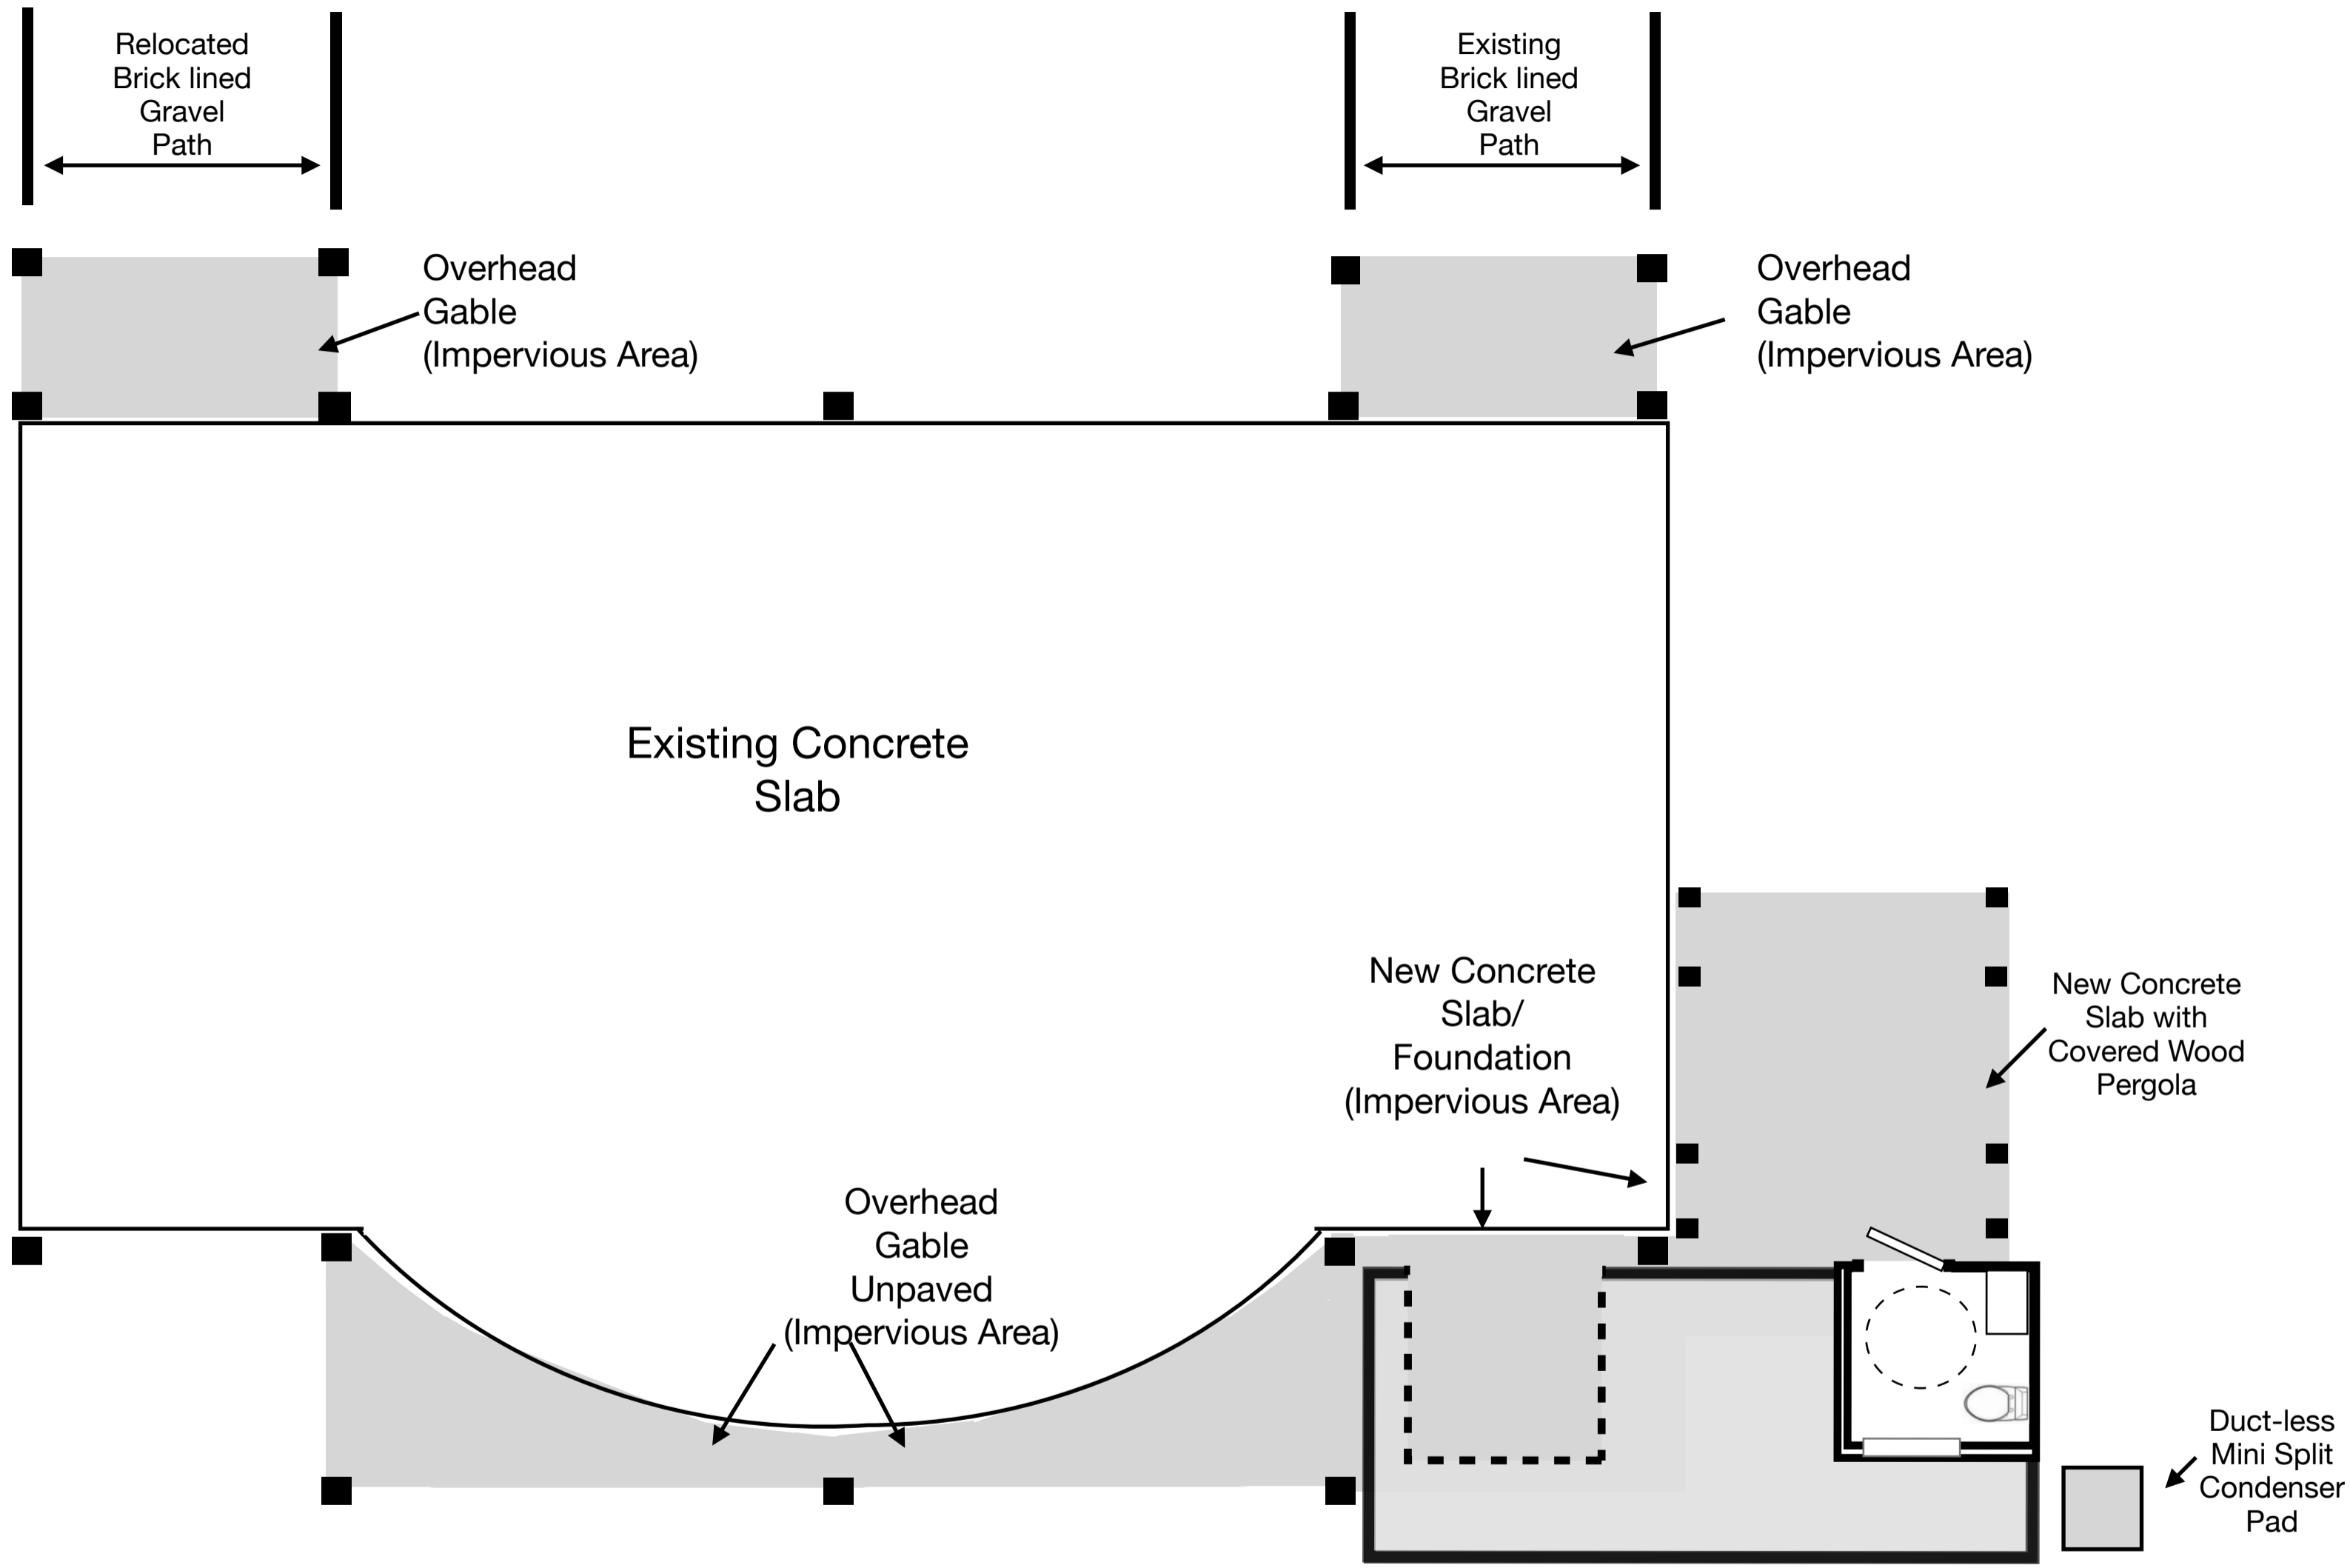 Relocated
Brick lined
Gravel
Path
Existing
Brick lined
Gravel
Path
Overhead
Gable
(Impervious Area)
Overhead
Gable
(Impervious Area)
Existing Concrete
Slab
New Concrete
Slab/
Foundation
(Impervious Area)
New Concrete
Slab with
Covered Wood
Pergola
Overhead
Gable
Unpaved
(Impervious Area)
Duct-less
Mini Split
Condenser
Pad